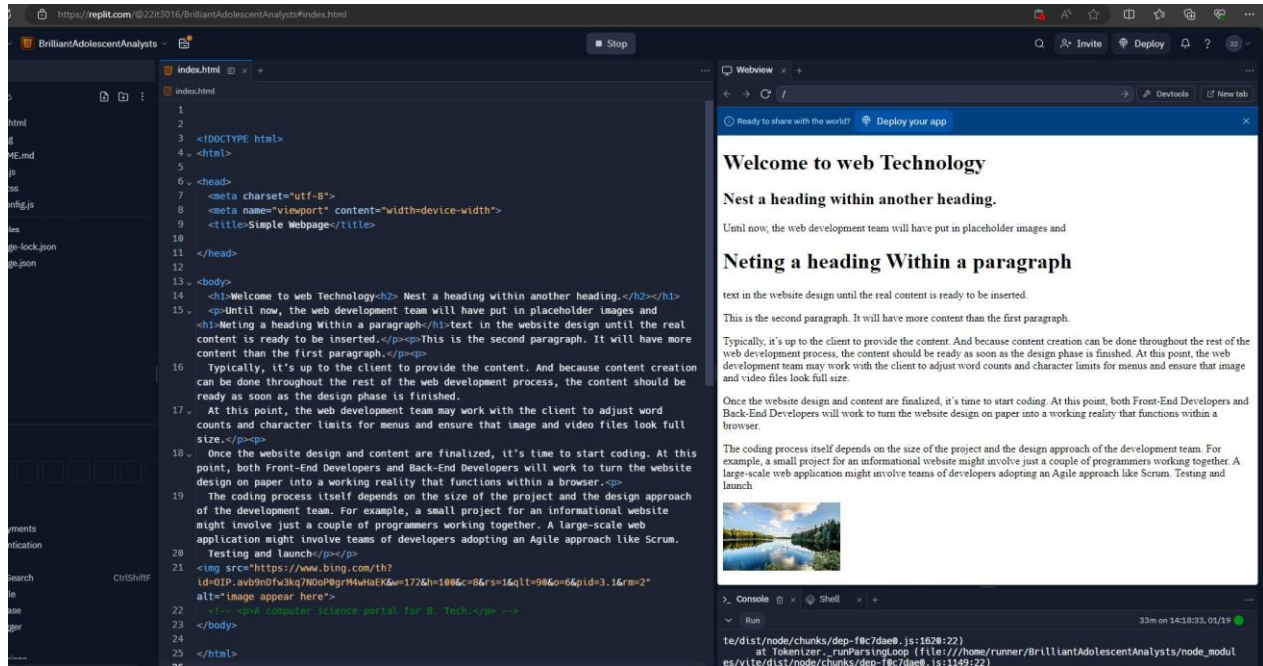 https://replit.com/@22it3016/BrilliantAdolescentAnalysts#index.html
BrilliantAdolescentAnalysts
Stop
Invite
Deploy
?
22
index.html × +
index.html
html
ME.md
js
css
onfig.js
ge-lock.json
ge.json
yments
ntication
Search CtrlShiftF
1
2
3 <!DOCTYPE html>
4 <html>
5
6 <head>
7 <meta charset="utf-8">
8 <meta name="viewport" content="width=device-width">
9 <title>Simple Webpage</title>
10
11 </head>
12
13 <body>
14 <h1>Welcome to web Technology<h2> Nest a heading within another heading.</h2></h1>
15 <p>Until now, the web development team will have put in placeholder images and
<h1>Neting a heading Within a paragraph</h1>text in the website design until the real
content is ready to be inserted.</p><p>This is the second paragraph. It will have more
content than the first paragraph.</p><p>
16 Typically, it's up to the client to provide the content. And because content creation
can be done throughout the rest of the web development process, the content should be
ready as soon as the design phase is finished.
17 At this point, the web development team may work with the client to adjust word
counts and character limits for menus and ensure that image and video files look full
size.</p><p>
18 Once the website design and content are finalized, it's time to start coding. At this
point, both Front-End Developers and Back-End Developers will work to turn the website
design on paper into a working reality that functions within a browser.<p>
19 The coding process itself depends on the size of the project and the design approach
of the development team. For example, a small project for an informational website
might involve just a couple of programmers working together. A large-scale web
application might involve teams of developers adopting an Agile approach like Scrum.
20 Testing and launch</p></p>
21 <img src="https://www.bing.com/th?
id=OIP.avb9nDfw3kq7NOoP0grM4wHaEK&w=172&h=100&c=8&rs=1&qlt=90&o=6&pid=3.1&rm=2"
alt="image appear here">
22 <!-- <p>A computer science portal for B. Tech.</p> -->
23 </body>
24
25 </html>
Webview × +
/
Devtools
New tab
Ready to share with the world? Deploy your app ×
Welcome to web Technology
Nest a heading within another heading.
Until now, the web development team will have put in placeholder images and
Neting a heading Within a paragraph
text in the website design until the real content is ready to be inserted.
This is the second paragraph. It will have more content than the first paragraph.
Typically, it's up to the client to provide the content. And because content creation can be done throughout the rest of the
web development process, the content should be ready as soon as the design phase is finished. At this point, the web
development team may work with the client to adjust word counts and character limits for menus and ensure that image
and video files look full size.
Once the website design and content are finalized, it's time to start coding. At this point, both Front-End Developers and
Back-End Developers will work to turn the website design on paper into a working reality that functions within a
browser.
The coding process itself depends on the size of the project and the design approach of the development team. For
example, a small project for an informational website might involve just a couple of programmers working together. A
large-scale web application might involve teams of developers adopting an Agile approach like Scrum. Testing and
launch
Console × Shell × +
Run 33m on 14:18:33, 01/19
te/dist/node/chunks/dep-f0c7dae0.js:1620:22)
at Tokenizer._runParsingLoop (file:///home/runner/BrilliantAdolescentAnalysts/node_modul
es/vite/dist/node/chunks/dep-f0c7dae0.js:1149:22)